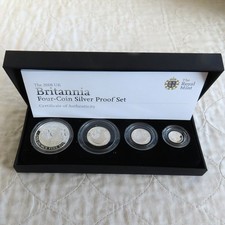 The 2008 UK
Britannia
Four-Coin Silver Proof Set
Certificate of Authenticity
The
Royal
Mint